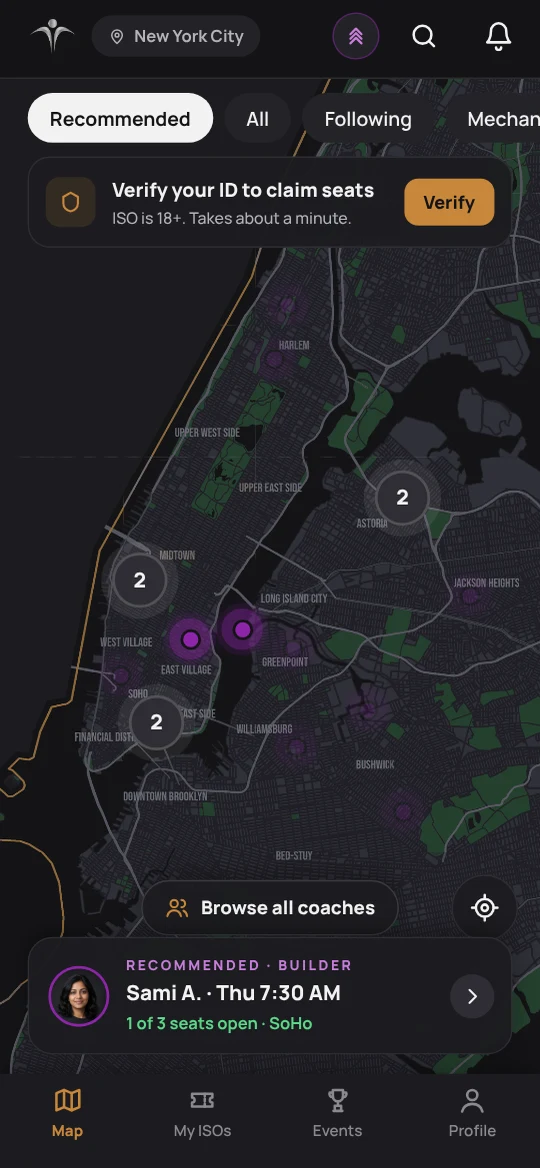 New York City
Recommended
All
Following
Mechan
Verify your ID to claim seats
ISO is 18+. Takes about a minute.
Verify
HARLEM
UPPER WEST SIDE
UPPER EAST SIDE
2
ASTORIA
MIDTOWN
2
JACKSON HEIGHTS
LONG ISLAND CITY
WEST VILLAGE
EAST VILLAGE
GREENPOINT
SOHO
AST SIDE
2
FINANCIAL DIST
WILLIAMSBURG
BUSHWICK
DOWNTOWN BROOKLYN
BED-STUY
Browse all coaches
RECOMMENDED · BUILDER
Sami A. · Thu 7:30 AM
1 of 3 seats open · SoHo
Map
My ISOs
Events
Profile